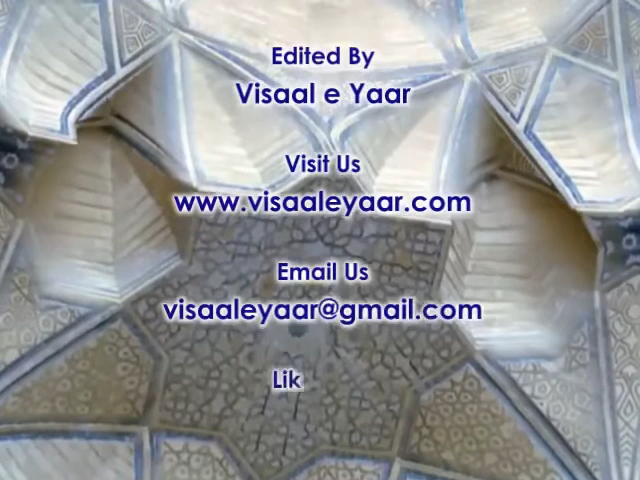 Edited By
Visaal e Yaar
Visit Us
www.visaaleyaar.com
Email Us
visaaleyaar@gmail.com
Lik